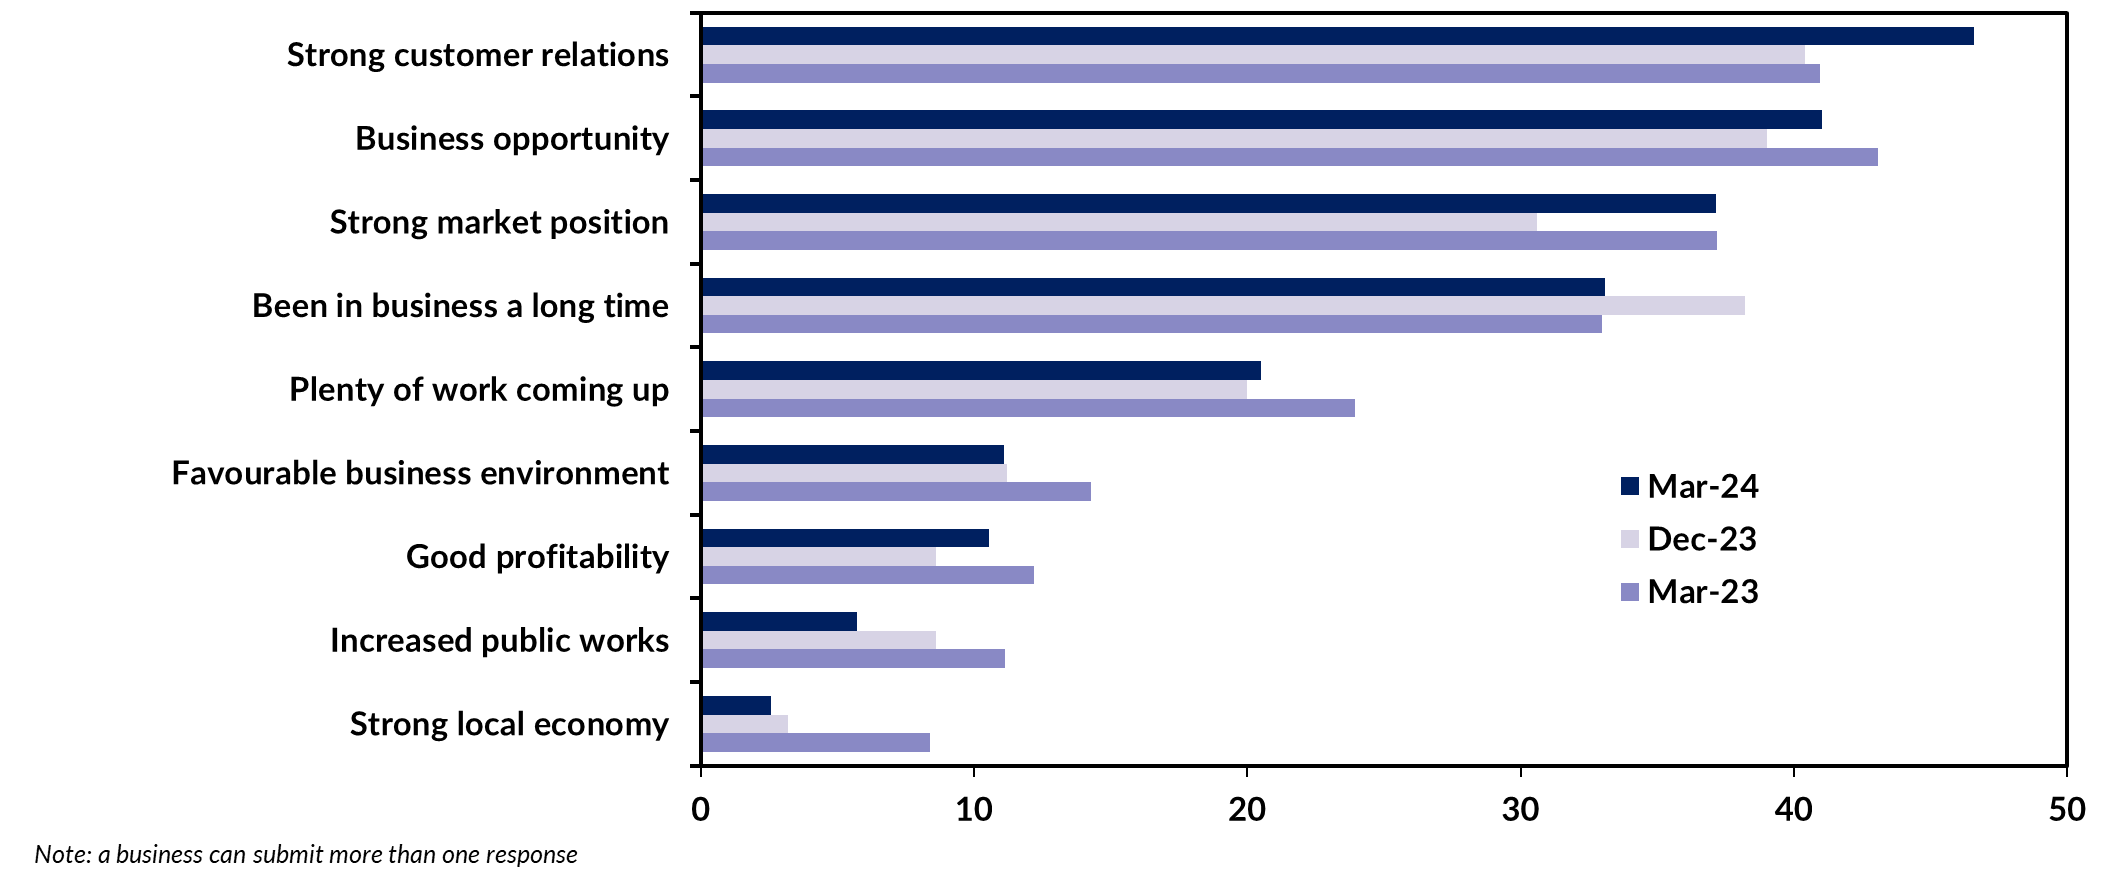 Strong customer relations
Business opportunity
Strong market position
Been in business a long time
Plenty of work coming up
Favourable business environment
Good profitability
Increased public works
Strong local economy
Mar-24
Dec-23
Mar-23
0 10 20 30 40 50
Note: a business can submit more than one response